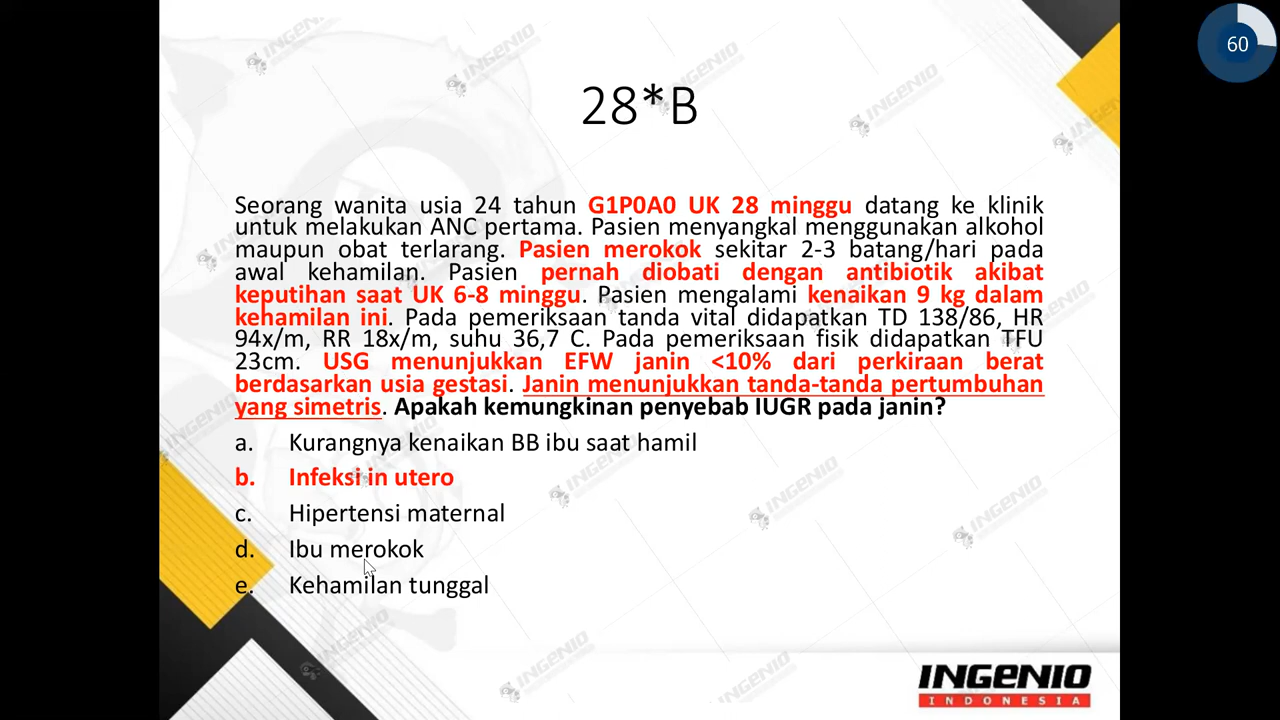 60
28*B
Seorang wanita usia 24 tahun G1P0A0 UK 28 minggu datang ke klinik
untuk melakukan ANC pertama. Pasien menyangkal menggunakan alkohol
maupun obat terlarang. Pasien merokok sekitar 2-3 batang/hari pada
awal kehamilan. Pasien pernah diobati dengan antibiotik akibat
keputihan saat UK 6-8 minggu. Pasien mengalami kenaikan 9 kg dalam
kehamilan ini. Pada pemeriksaan tanda vital didapatkan TD 138/86, HR
94x/m, RR 18x/m, suhu 36,7 C. Pada pemeriksaan fisik didapatkan TFU
23cm. USG menunjukkan EFW janin <10% dari perkiraan berat
berdasarkan usia gestasi. Janin menunjukkan tanda-tanda pertumbuhan
yang simetris. Apakah kemungkinan penyebab IUGR pada janin?
a. Kurangnya kenaikan BB ibu saat hamil
b. Infeksi in utero
c. Hipertensi maternal
d. Ibu merokok
e. Kehamilan tunggal
INGENIO
INDONESIA